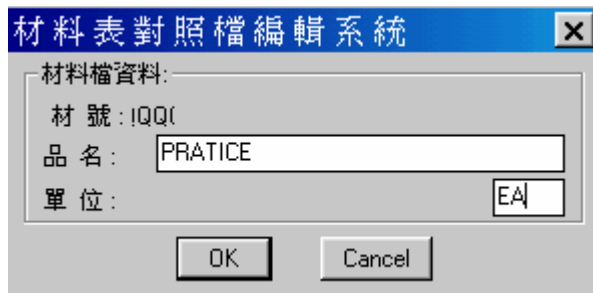 材料表對照檔編輯系統
材料檔資料:
材 號 :
品 名 : PRATICE
單 位 : EA
OK Cancel